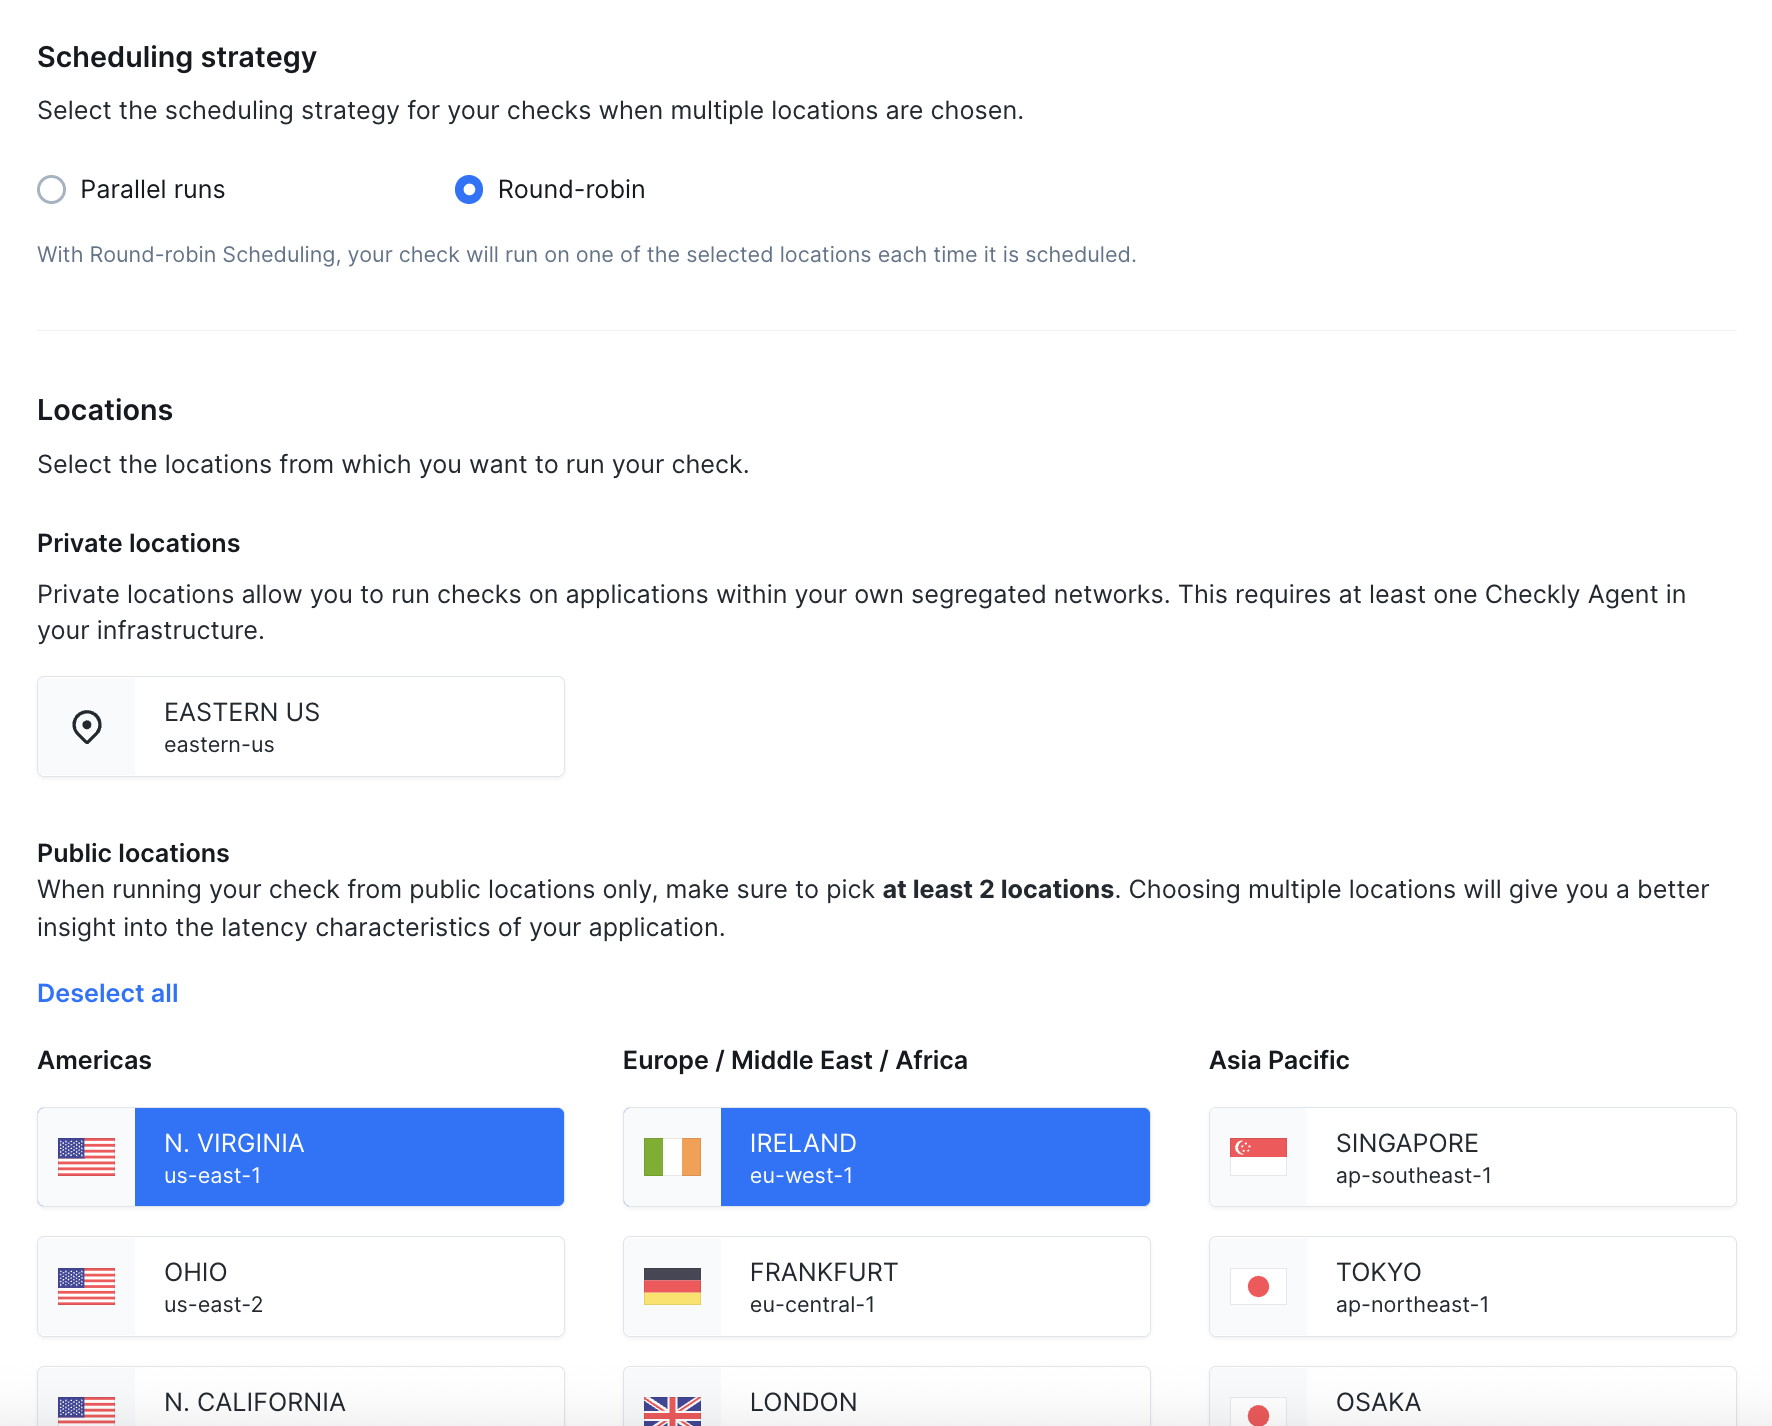 Scheduling strategy
Select the scheduling strategy for your checks when multiple locations are chosen.
Parallel runs
Round-robin
With Round-robin Scheduling, your check will run on one of the selected locations each time it is scheduled.
Locations
Select the locations from which you want to run your check.
Private locations
Private locations allow you to run checks on applications within your own segregated networks. This requires at least one Checkly Agent in
your infrastructure.
EASTERN US
eastern-us
Public locations
When running your check from public locations only, make sure to pick at least 2 locations. Choosing multiple locations will give you a better
insight into the latency characteristics of your application.
Deselect all
Americas
N. VIRGINIA
us-east-1
OHIO
us-east-2
N. CALIFORNIA
Europe / Middle East / Africa
IRELAND
eu-west-1
FRANKFURT
eu-central-1
LONDON
Asia Pacific
SINGAPORE
ap-southeast-1
TOKYO
ap-northeast-1
OSAKA